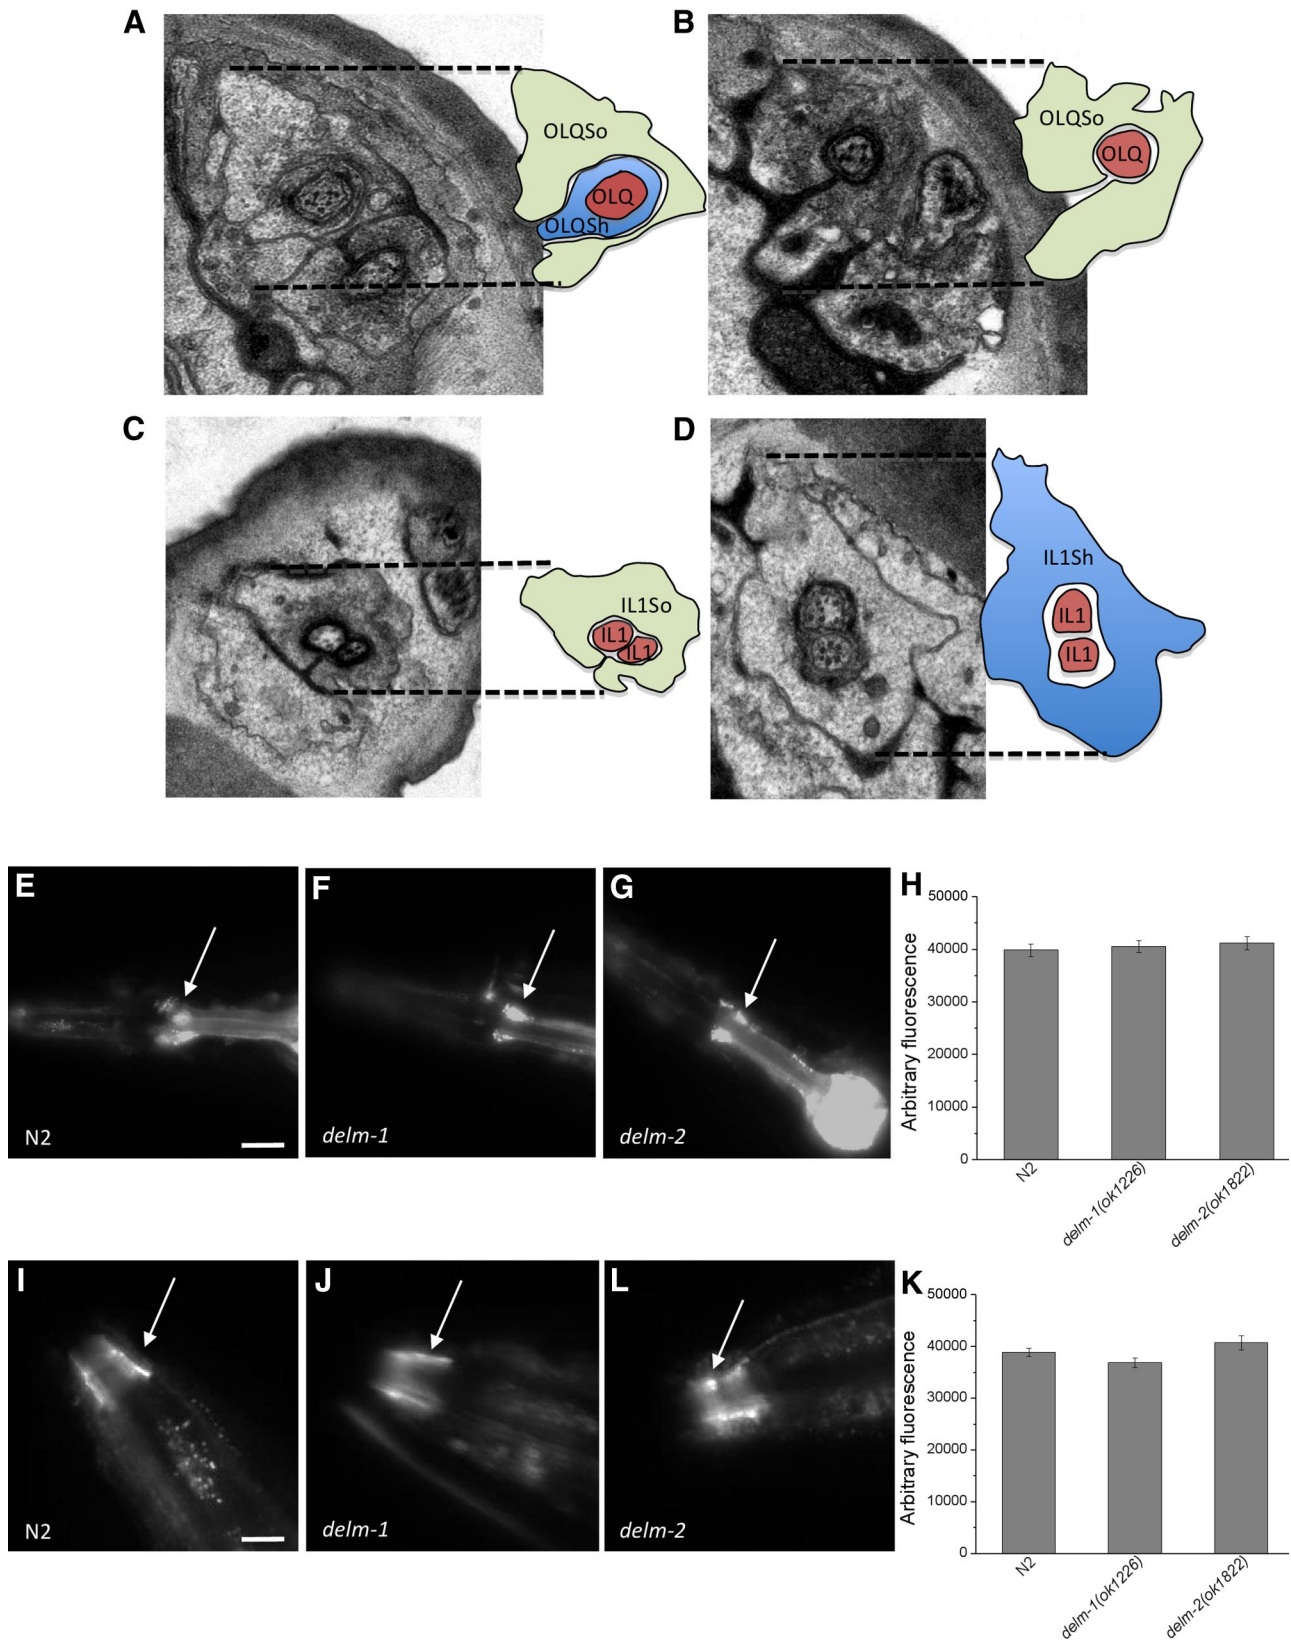 A
OLQSo
OLQ
OLQSh
B
OLQSo
OLQ
C
IL1So
IL1
IL1
D
IL1Sh
IL1
IL1
E
N2
F
delm-1
G
delm-2
H
Arbitrary fluorescence
50000
40000
30000
20000
10000
0
N2
delm-1(ok1226)
delm-2(ok1822)
I
N2
J
delm-1
L
delm-2
K
Arbitrary fluorescence
50000
40000
30000
20000
10000
0
N2
delm-1(ok1226)
delm-2(ok1822)